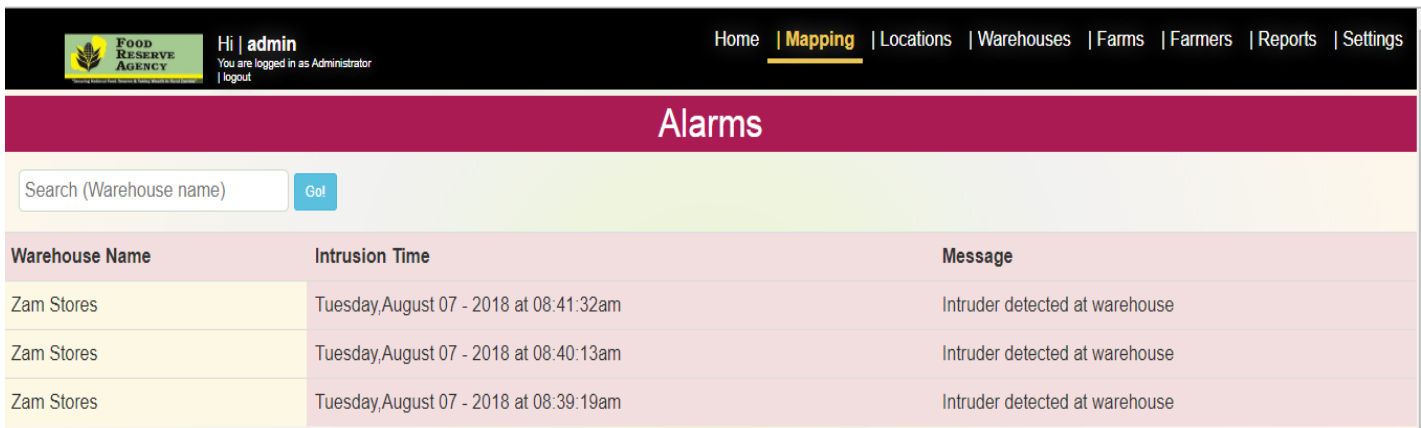 Food
Reserve
Agency
Hi | admin
You are logged in as Administrator
| logout
Home | Mapping | Locations | Warehouses | Farms | Farmers | Reports | Settings
Alarms
Search (Warehouse name) Go!
Warehouse Name Intrusion Time Message
Zam Stores Tuesday,August 07 - 2018 at 08:41:32am Intruder detected at warehouse
Zam Stores Tuesday,August 07 - 2018 at 08:40:13am Intruder detected at warehouse
Zam Stores Tuesday,August 07 - 2018 at 08:39:19am Intruder detected at warehouse